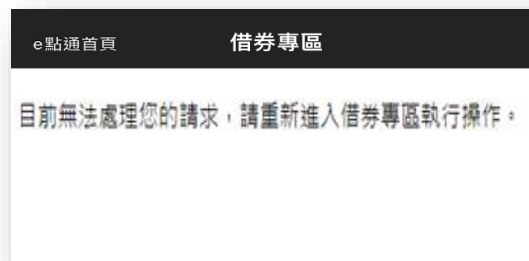 e點通首頁
借券專區
目前無法處理您的請求，請重新進入借券專區執行操作。